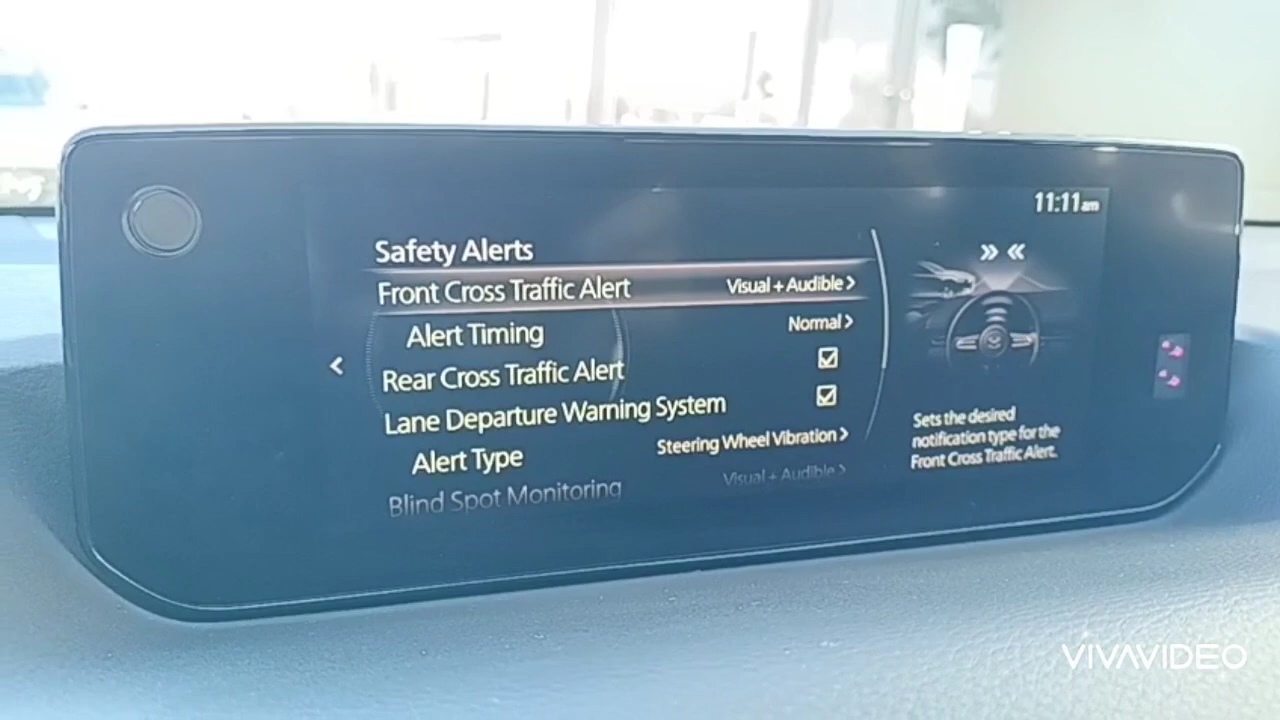 11:11am
Safety Alerts
Front Cross Traffic Alert Visual + Audible >
Alert Timing Normal >
Rear Cross Traffic Alert
Lane Departure Warning System
Alert Type Steering Wheel Vibration >
Blind Spot Monitoring Visual + Audible >
Sets the desired
notification type for the
Front Cross Traffic Alert.
VIVAVIDEO